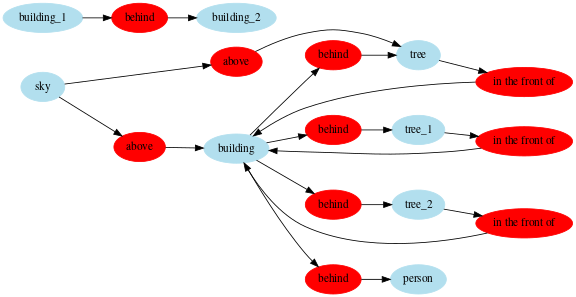 building_1 behind building_2
above behind tree
in the front of
sky
behind tree_1
in the front of
above building
behind tree_2
in the front of
behind person